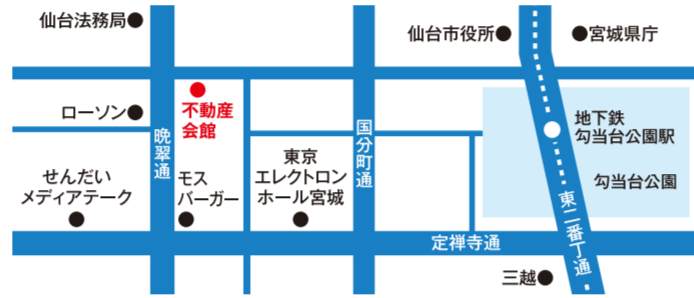 仙台法務局
仙台市役所
宮城県庁
ローソン
不動産
会館
地下鉄
勾当台公園駅
晩翠通
国分町通
せんだい
メディアテーク
モス
バーガー
東京
エレクトロン
ホール宮城
勾当台公園
東二番丁通
定禅寺通
三越